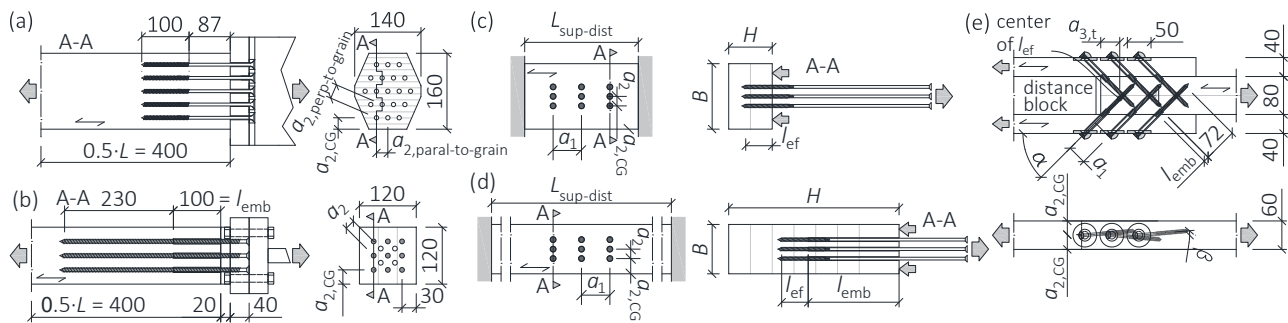 (a)
100
87
A-A
0.5·L = 400
140
A
A
160
a2,perp-to-grain
a2,CG
a2,paral-to-grain
(b)
A-A
230
100 = lemb
0.5·L = 400
20
40
120
a2
A
A
120
a2,CG
30
(c)
Lsup-dist
A
A
a2
a1
a2,CG
H
A-A
B
lef
(d)
Lsup-dist
A
A
a2
a1
a2,CG
H
A-A
B
lef
lemb
(e)
center
of lef
a3,t
50
40
80
40
distance
block
α
a1
lemb
72
a2,CG
a2,CG
60
β